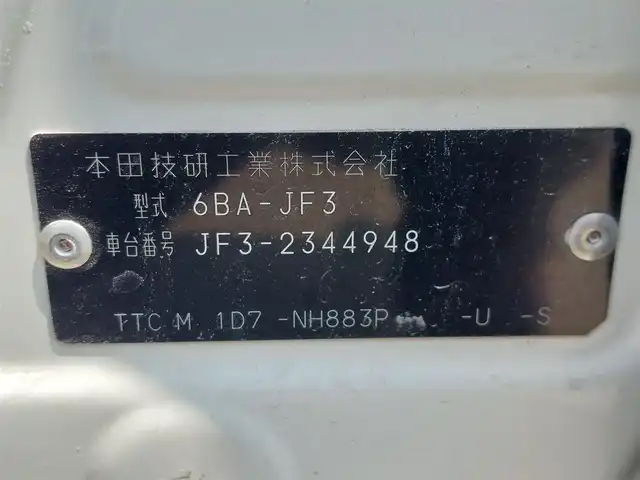 本田技研工業株式会社
型式 6BA-JF3
車台番号 JF3-2344948
TTC M 1D7 -NH883P -U -S